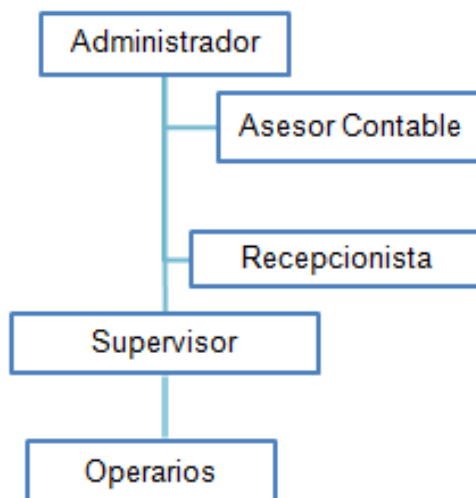 Administrador
Asesor Contable
Recepcionista
Supervisor
Operarios